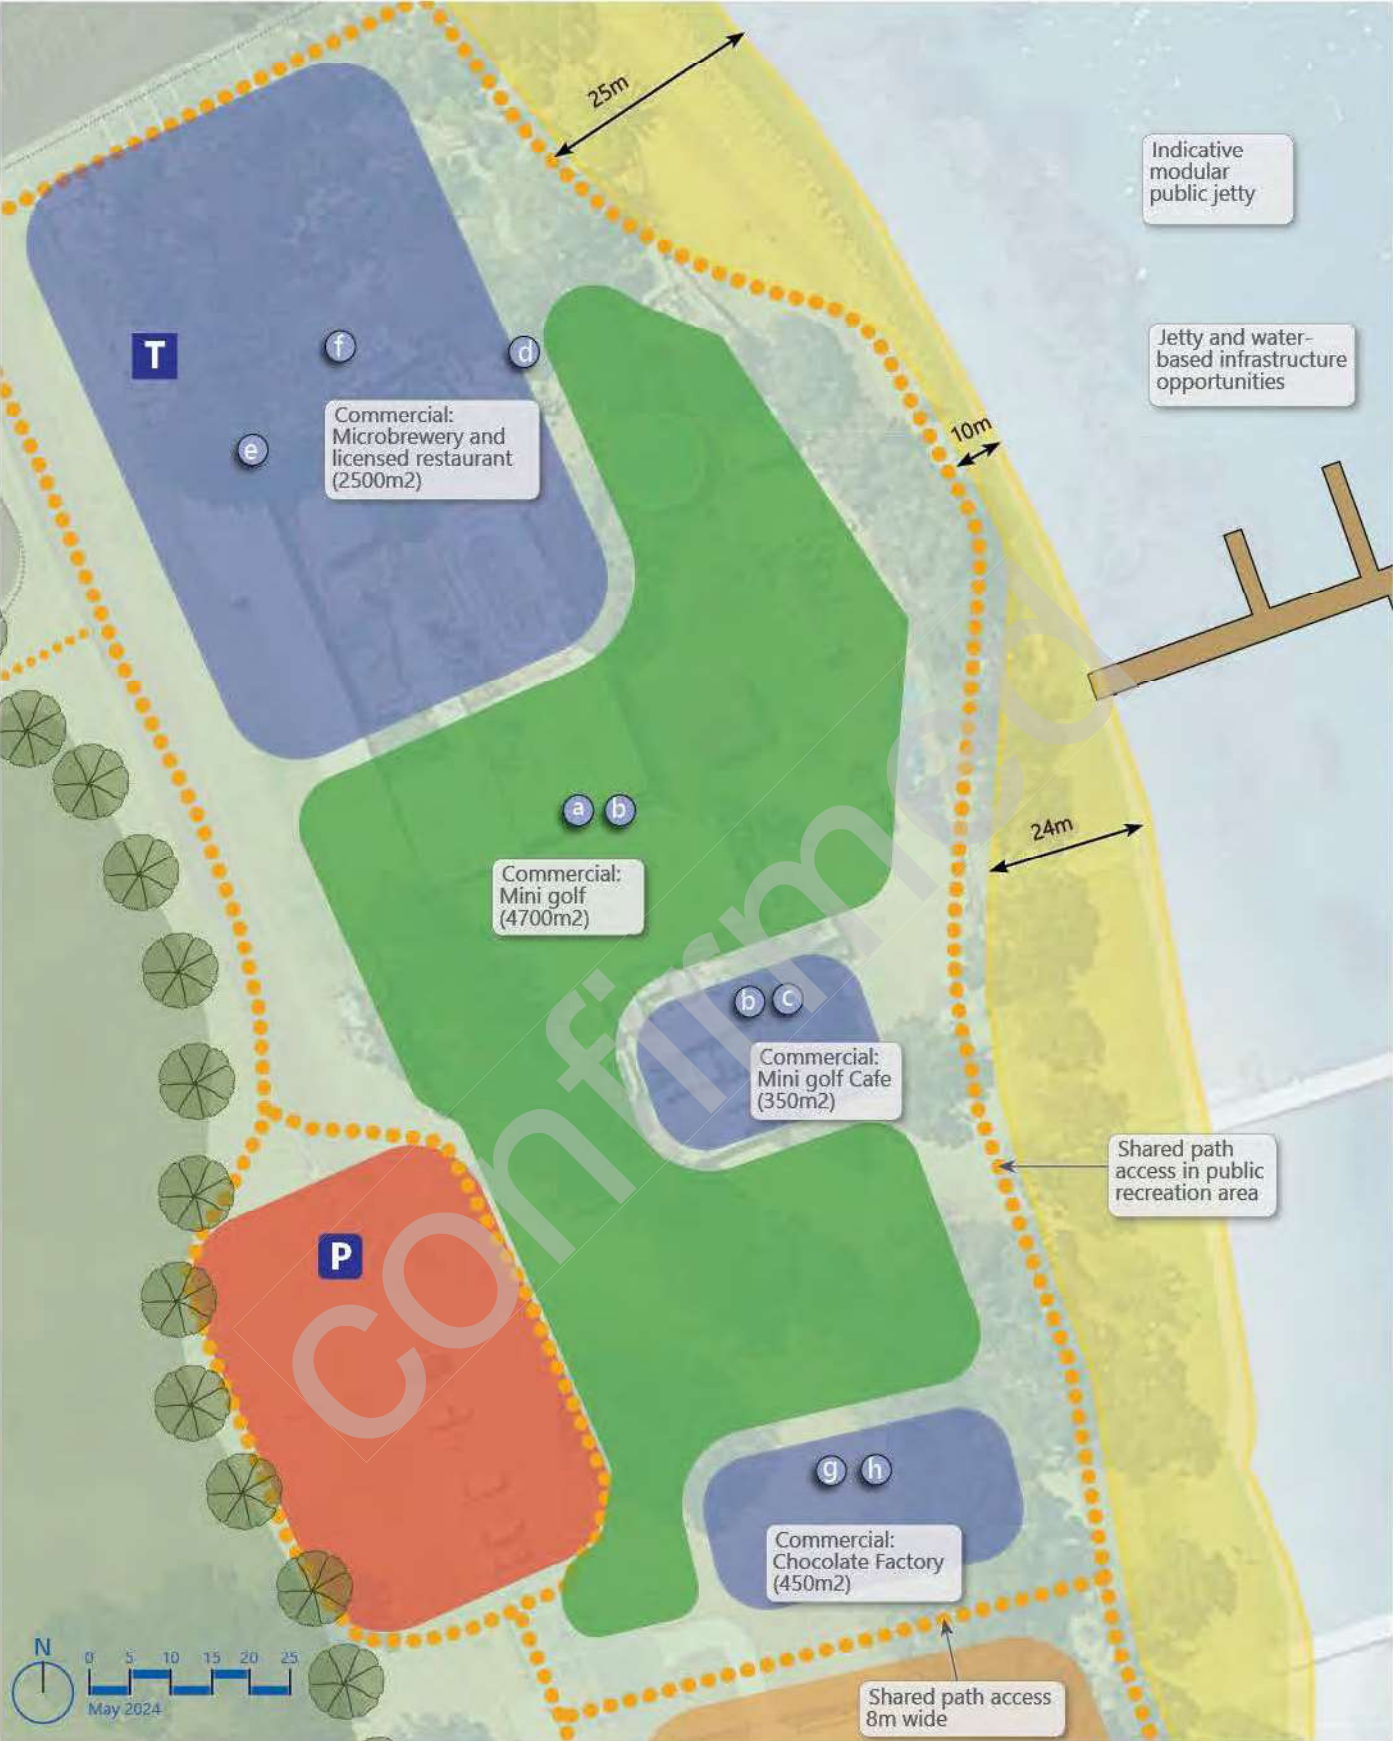 25m
Indicative
modular
public jetty
Jetty and water-
based infrastructure
opportunities
T
f
d
e
Commercial:
Microbrewery and
licensed restaurant
(2500m2)
10m
a
b
Commercial:
Mini golf
(4700m2)
24m
b
c
Commercial:
Mini golf Cafe
(350m2)
confirmed
Shared path
access in public
recreation area
P
g
h
Commercial:
Chocolate Factory
(450m2)
Shared path access
8m wide
N
0 5 10 15 20 25
May 2024